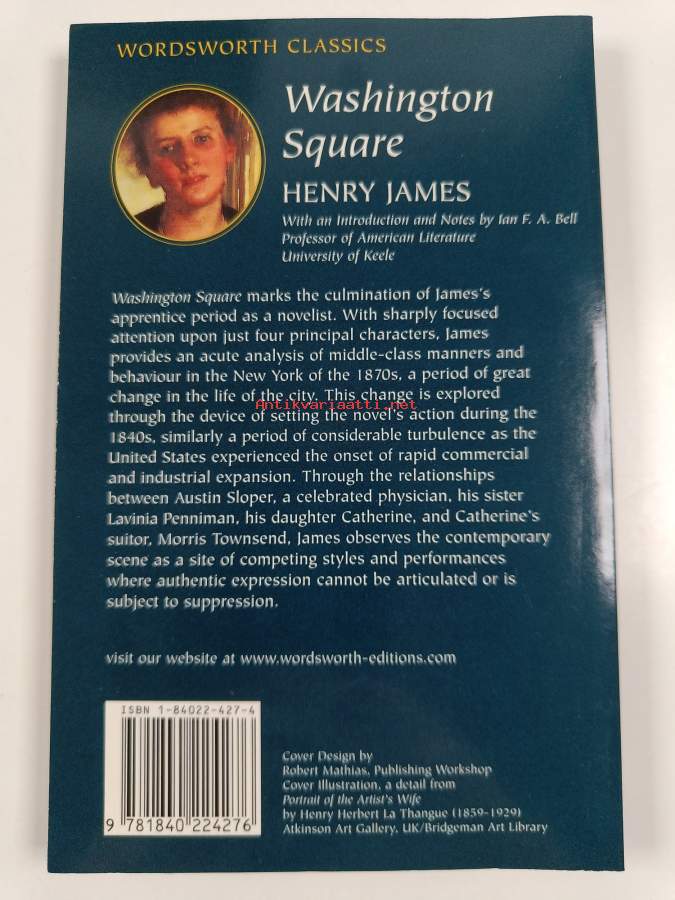 WORDSWORTH CLASSICS
Washington
Square
HENRY JAMES
With an Introduction and Notes by Ian F. A. Bell
Professor of American Literature
University of Keele
Washington Square marks the culmination of James's
apprentice period as a novelist. With sharply focused
attention upon just four principal characters, James
provides an acute analysis of middle-class manners and
behaviour in the New York of the 1870s, a period of great
change in the life of the city. This change is explored
Antikvariaatti.net
through the device of setting the novel's action during the
1840s, similarly a period of considerable turbulence as the
United States experienced the onset of rapid commercial
and industrial expansion. Through the relationships
between Austin Sloper, a celebrated physician, his sister
Lavinia Penniman, his daughter Catherine, and Catherine's
suitor, Morris Townsend, James observes the contemporary
scene as a site of competing styles and performances
where authentic expression cannot be articulated or is
subject to suppression.
visit our website at www.wordsworth-editions.com
ISBN 1-84022-427-4
9 781840 224276
Cover Design by
Robert Mathias, Publishing Workshop
Cover Illustration, a detail from
Portrait of the Artist's Wife
by Henry Herbert La Thangue (1859-1929)
Atkinson Art Gallery, UK/Bridgeman Art Library